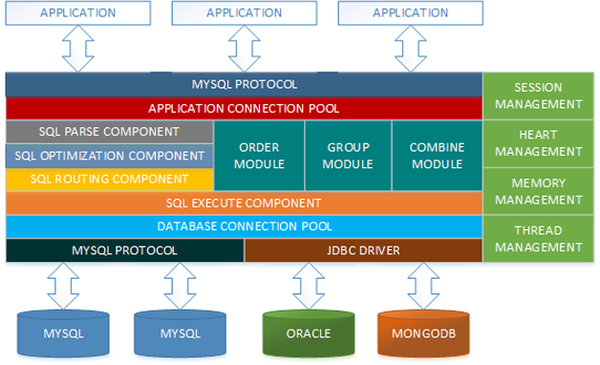 APPLICATION
APPLICATION
APPLICATION
MYSQL PROTOCOL
APPLICATION CONNECTION POOL
SQL PARSE COMPONENT
SQL OPTIMIZATION COMPONENT
SQL ROUTING COMPONENT
ORDER
MODULE
GROUP
MODULE
COMBINE
MODULE
SQL EXECUTE COMPONENT
DATABASE CONNECTION POOL
MYSQL PROTOCOL
JDBC DRIVER
SESSION
MANAGEMENT
HEART
MANAGEMENT
MEMORY
MANAGEMENT
THREAD
MANAGEMENT
MYSQL
MYSQL
ORACLE
MONGODB